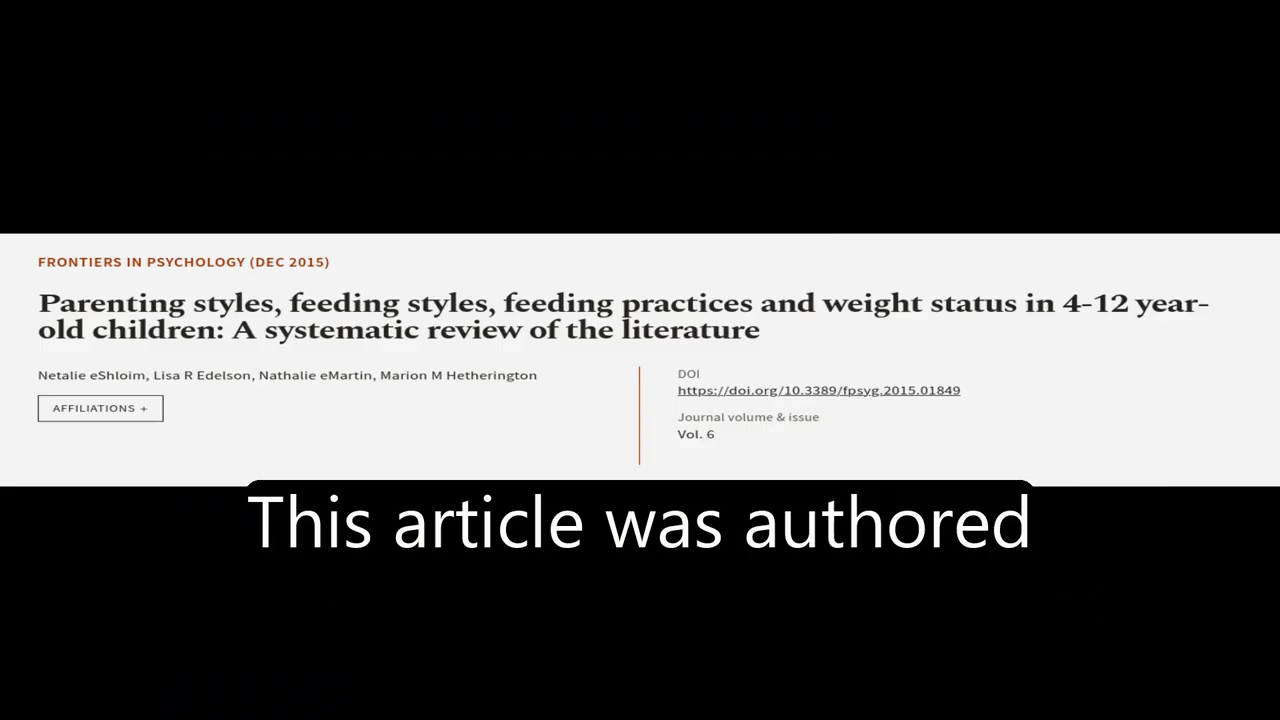 FRONTIERS IN PSYCHOLOGY (DEC 2015)
Parenting styles, feeding styles, feeding practices and weight status in 4-12 year-
old children: A systematic review of the literature
Netalie eShloim, Lisa R Edelson, Nathalie eMartin, Marion M Hetherington
AFFILIATIONS +
DOI
https://doi.org/10.3389/fpsyg.2015.01849
Journal volume & issue
Vol. 6
This article was authored